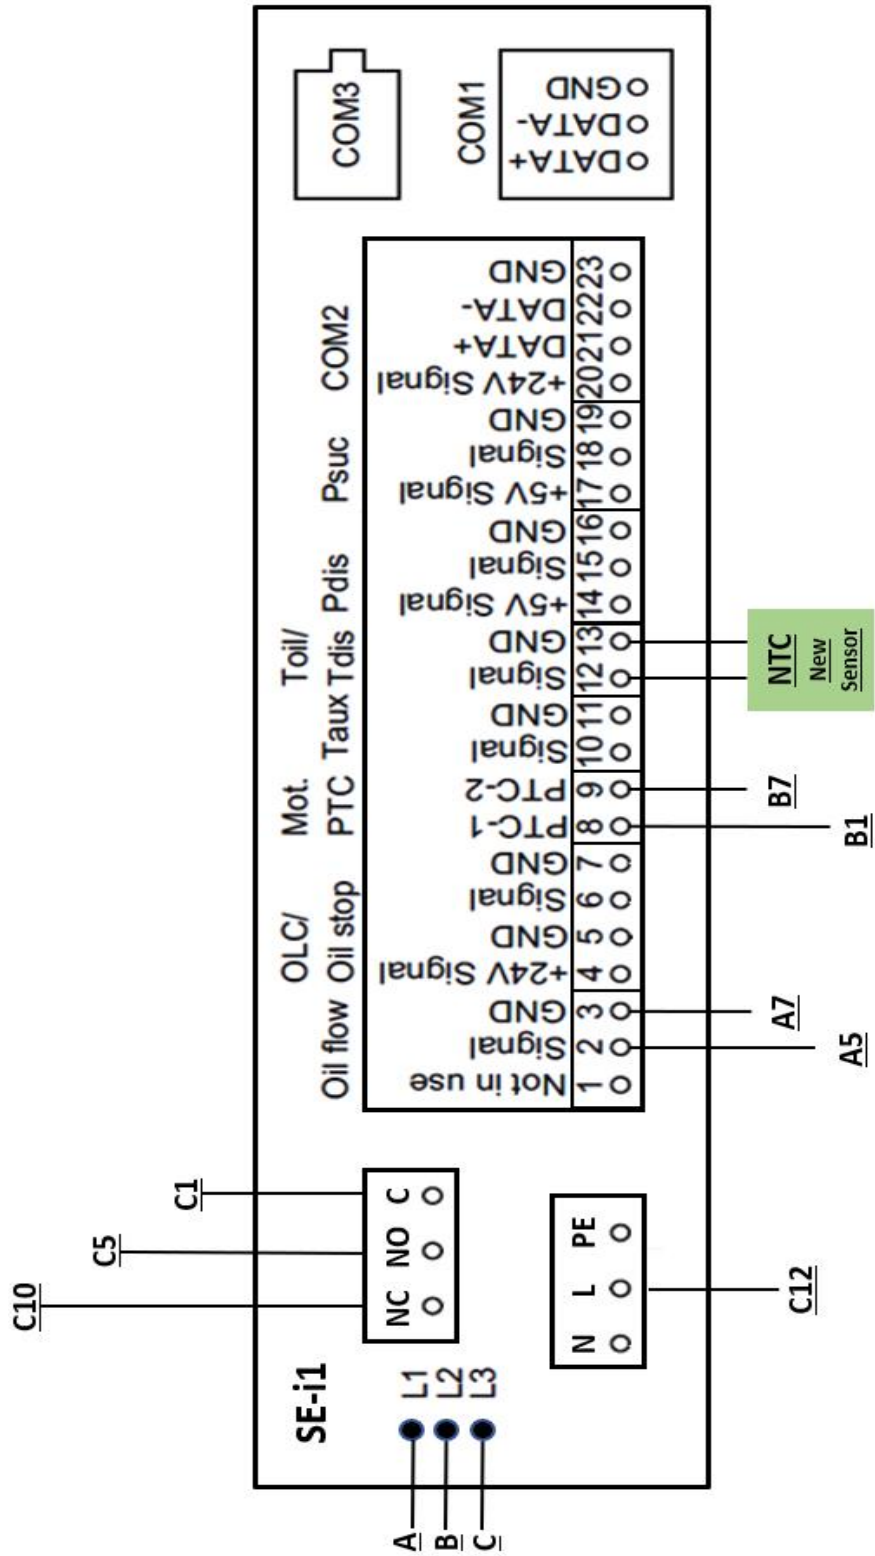 SE-i1
A
B
C
L1
L2
L3
C10
C5
C1
NC NO C
N L PE
C12
Oil flow
OLC/
Oil stop
Mot.
PTC
Taux
Toil/
Tdis
Pdis
Psuc
COM2
Not in use
Signal
GND
+24V Signal
GND
Signal
GND
PTC-1
PTC-2
Signal
GND
Signal
GND
+5V Signal
Signal
GND
+5V Signal
Signal
GND
+24V Signal
DATA+
DATA-
GND
1 2 3 4 5 6 7 8 9 10 11 12 13 14 15 16 17 18 19 20 21 22 23
A5
A7
B1
B7
NTC
New
Sensor
COM3
COM1
DATA+
DATA-
GND